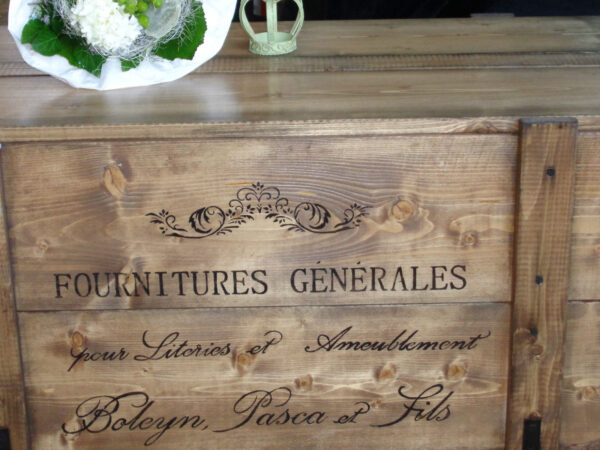 FOURNITURES GÉNÉRALES
pour Literies et Ameublement
Boleyn, Pasca et Fils